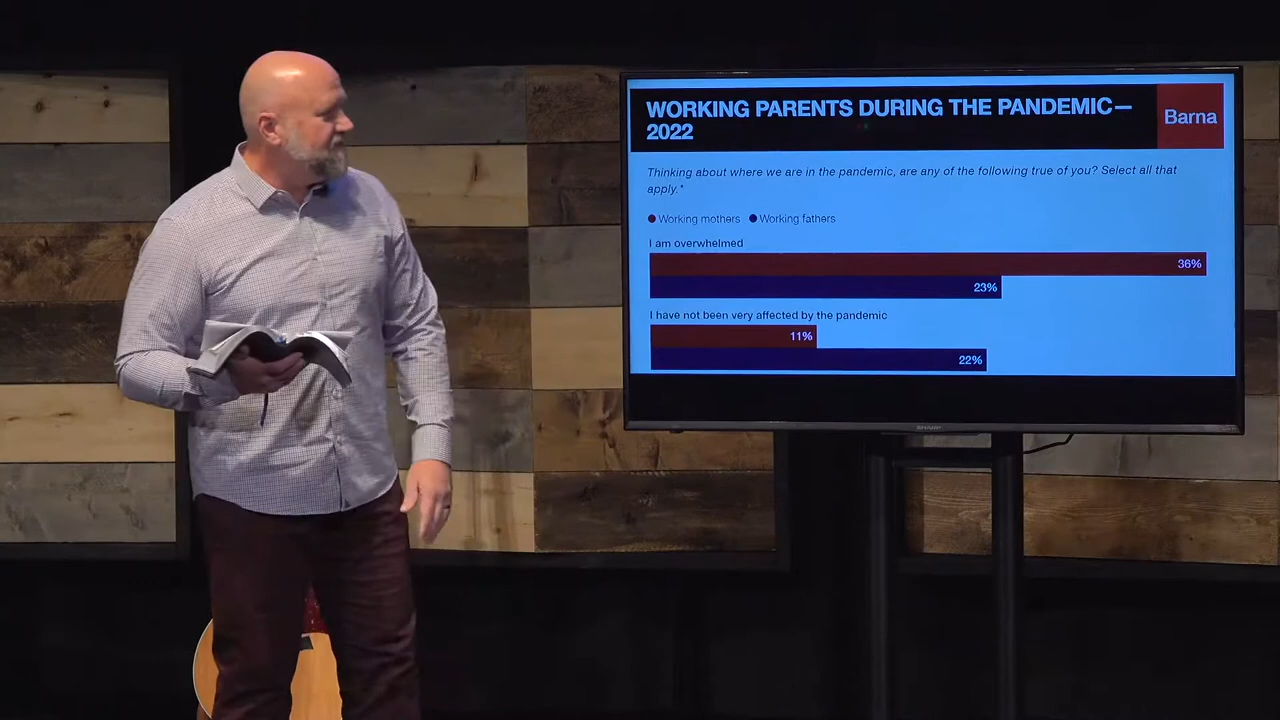 WORKING PARENTS DURING THE PANDEMIC—
2022
Barna
Thinking about where we are in the pandemic, are any of the following true of you? Select all that
apply.*
Working mothers Working fathers
I am overwhelmed
36%
23%
I have not been very affected by the pandemic
11%
22%
SHARP